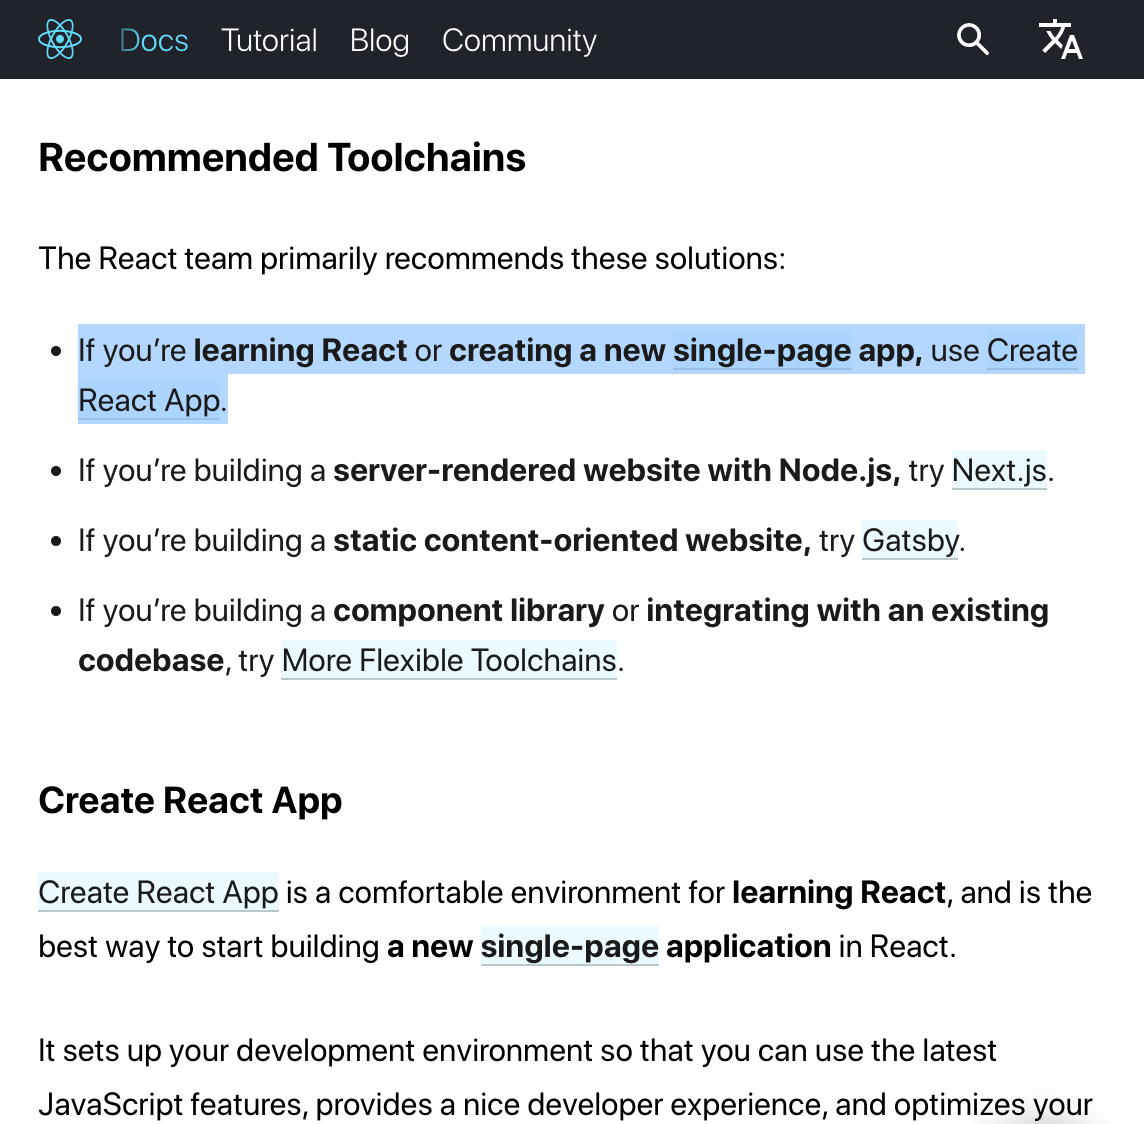 Docs Tutorial Blog Community
Recommended Toolchains
The React team primarily recommends these solutions:
• If you’re learning React or creating a new single-page app, use Create
React App.
• If you’re building a server-rendered website with Node.js, try Next.js.
• If you’re building a static content-oriented website, try Gatsby.
• If you’re building a component library or integrating with an existing
codebase, try More Flexible Toolchains.
Create React App
Create React App is a comfortable environment for learning React, and is the
best way to start building a new single-page application in React.
It sets up your development environment so that you can use the latest
JavaScript features, provides a nice developer experience, and optimizes your